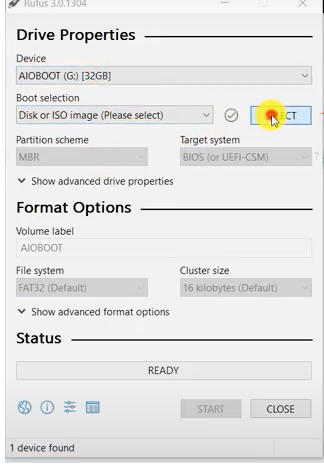 Rufus 3.0.1304
Drive Properties
Device
AIOBOOT (G:) [32GB]
Boot selection
Disk or ISO image (Please select)
Partition scheme
Target system
MBR
BIOS (or UEFI-CSM)
?
Show advanced drive properties
Format Options
Volume label
AIOBOOT
File system
Cluster size
FAT32 (Default)
16 kilobytes (Default)
Show advanced format options
Status
READY
START
CLOSE
1 device found